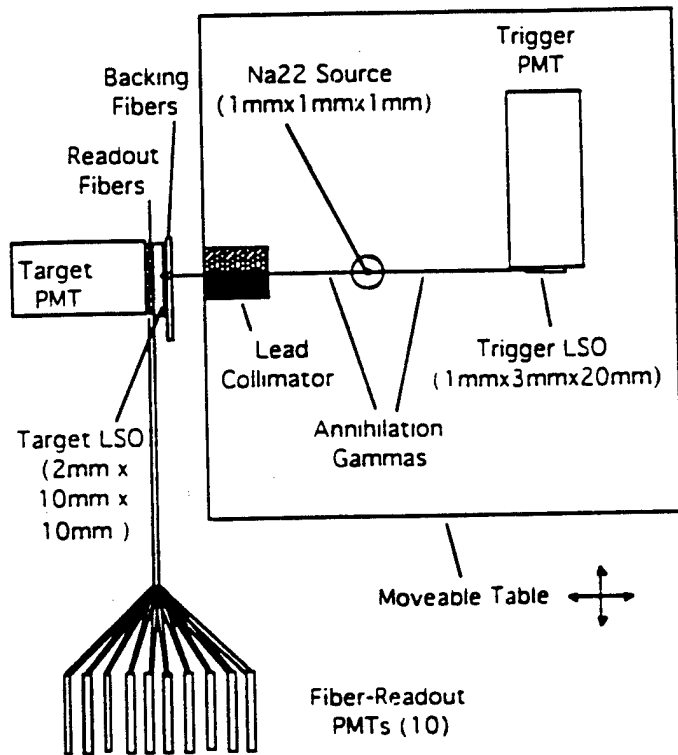 Trigger
PMT
Backing
Fibers
Na22 Source
(1mmx1mmx1mm)
Readout
Fibers
Target
PMT
Lead
Collimator
Trigger LSO
(1mmx3mmx20mm)
Annihilation
Gammas
Target LSO
(2mm x
10mm x
10mm )
Moveable Table
Fiber-Readout
PMTs (10)